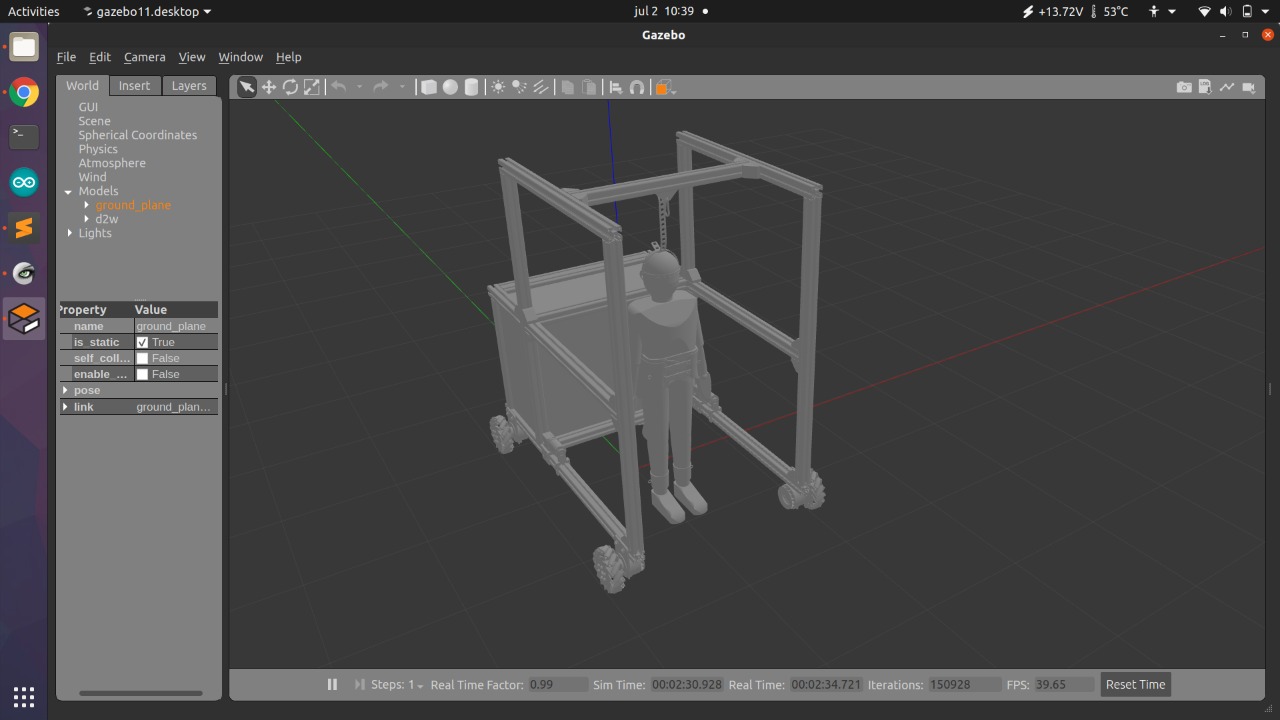 Activities gazebo11.desktop jul 2 10:39 +13.72V 53°C
Gazebo
File Edit Camera View Window Help
World Insert Layers
GUI
Scene
Spherical Coordinates
Physics
Atmosphere
Wind
Models
ground_plane
d2w
Lights
Property Value
name ground_plane
is_static True
self_coll... False
enable_... False
pose
link ground_plan...
Steps: 1 Real Time Factor: 0.99 Sim Time: 00:02:30.928 Real Time: 00:02:34.721 Iterations: 150928 FPS: 39.65 Reset Time